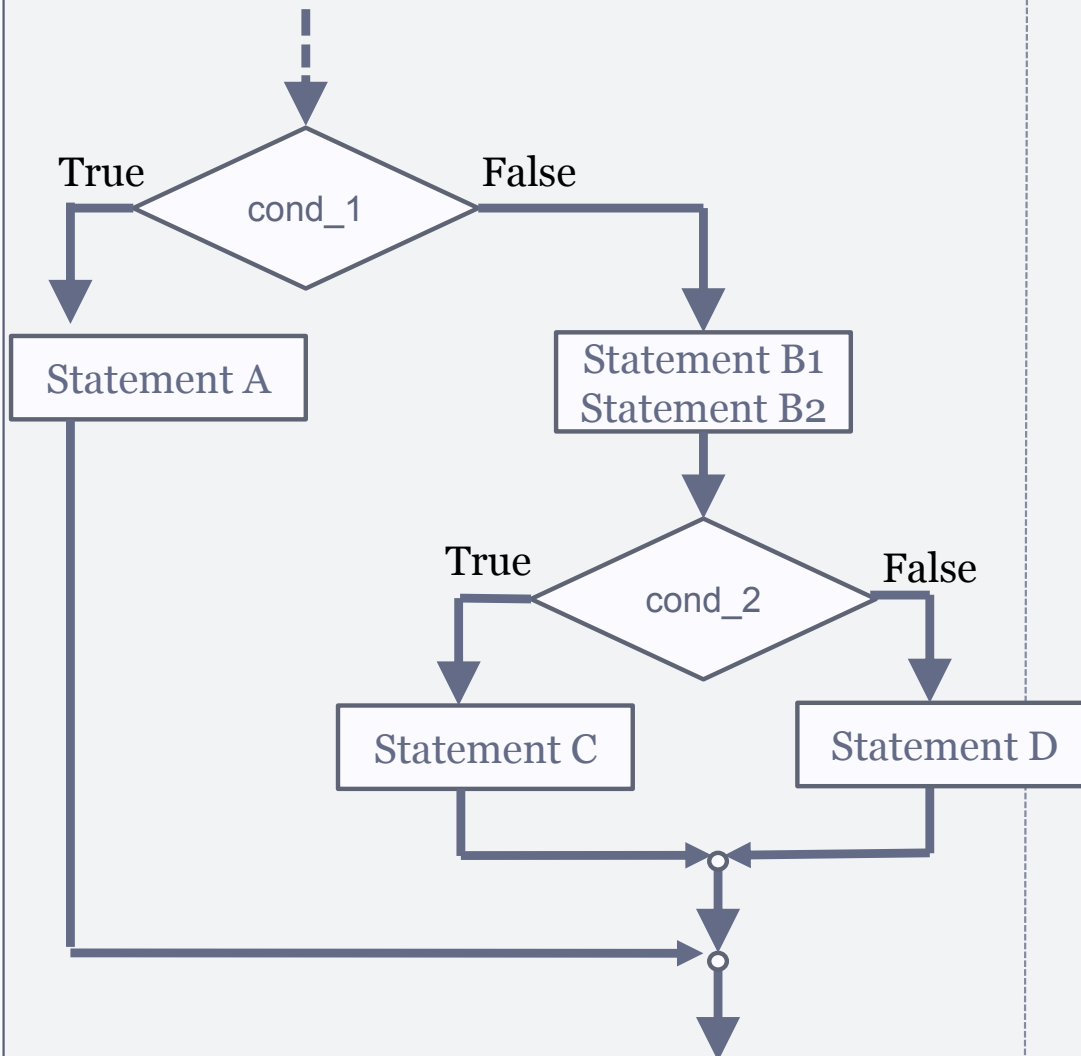 True
False
cond_1
Statement A
Statement B1
Statement B2
True
False
cond_2
Statement C
Statement D